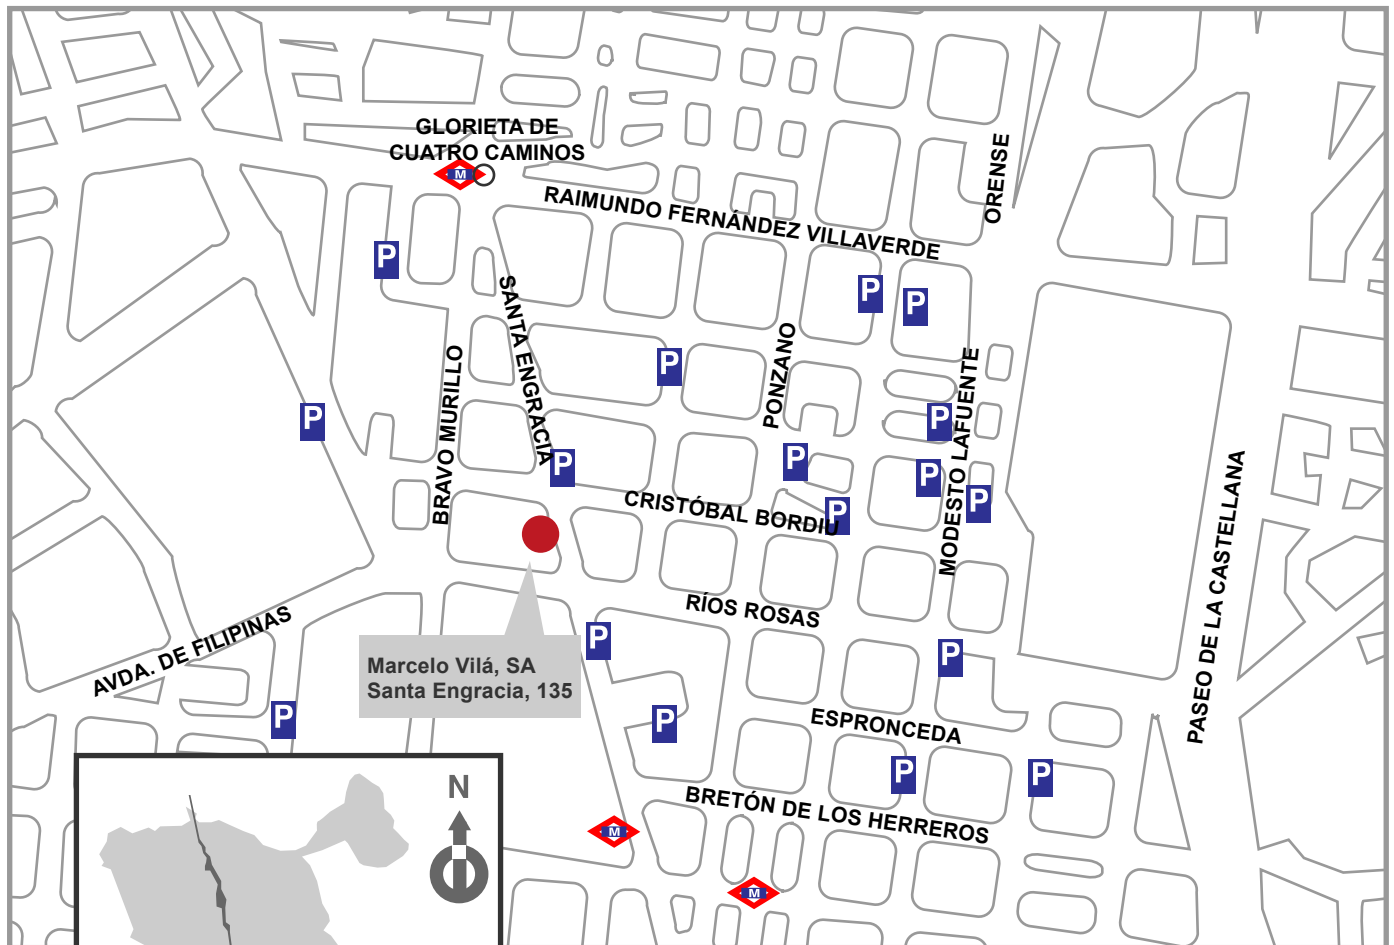 GLORIETA DE
CUATRO CAMINOS
M
RAIMUNDO FERNÁNDEZ VILLAVERDE
ORENSE
P
P
P
SANTA ENGRACIA
PONZANO
BRAVO MURILLO
P
MODESTO LAFUENTE
P
P
P
P
P
P
P
CRISTÓBAL BORDIU
PASEO DE LA CASTELLANA
RÍOS ROSAS
AVDA. DE FILIPINAS
P
P
Marcelo Vilá, SA
Santa Engracia, 135
P
P
ESPRONCEDA
P
P
BRETÓN DE LOS HERREROS
N
M
M